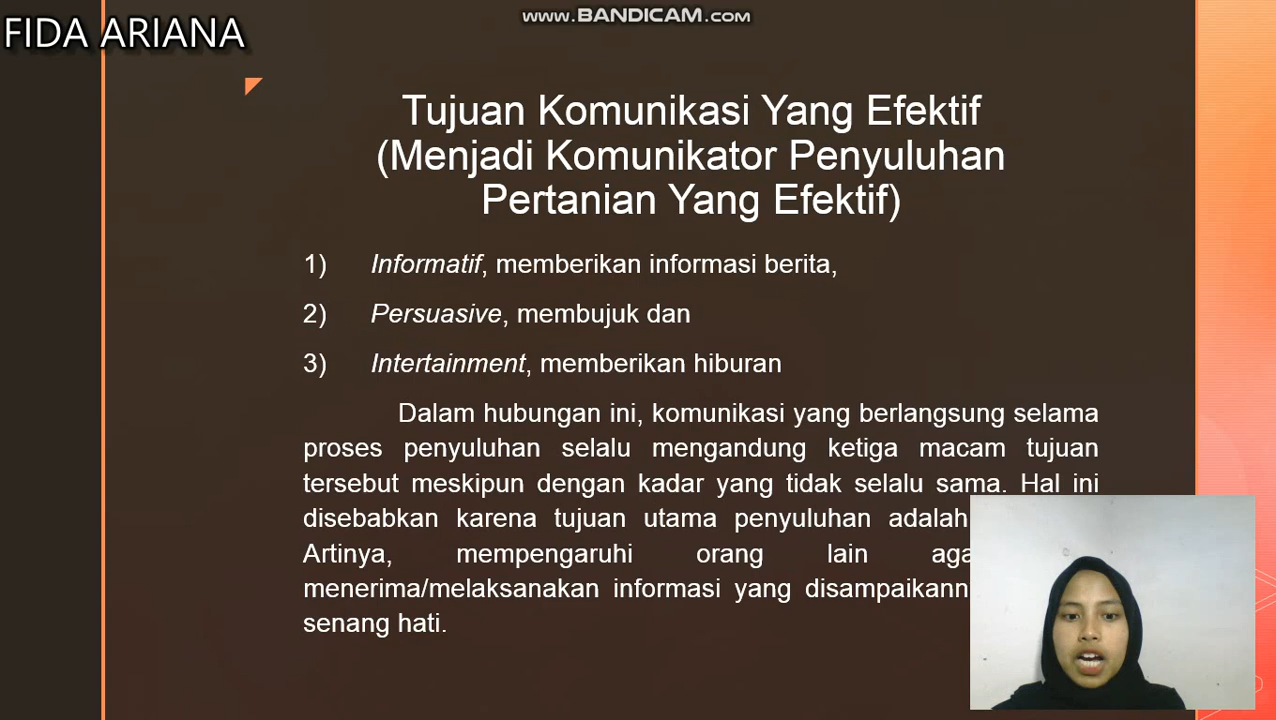 FIDA ARIANA
www.BANDICAM.com
Tujuan Komunikasi Yang Efektif
(Menjadi Komunikator Penyuluhan
Pertanian Yang Efektif)
1) Informatif, memberikan informasi berita,
2) Persuasive, membujuk dan
3) Intertainment, memberikan hiburan
Dalam hubungan ini, komunikasi yang berlangsung selama
proses penyuluhan selalu mengandung ketiga macam tujuan
tersebut meskipun dengan kadar yang tidak selalu sama. Hal ini
disebabkan karena tujuan utama penyuluhan adalah
Artinya, mempengaruhi orang lain
menerima/melaksanakan informasi yang
senang hati.